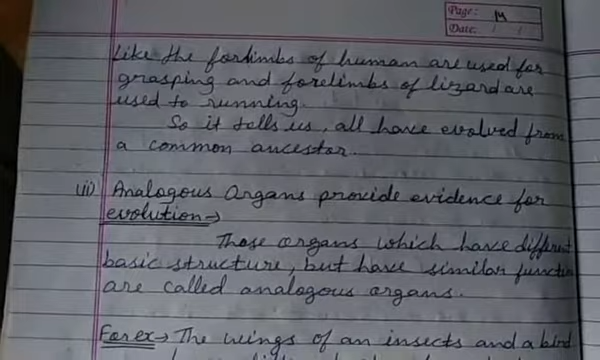 Page: 14
Date: / /
Like the forlimbs of human are used for
grasping and forelimbs of lizard are
used to running.
So it tells us, all have evolved from
a common ancestor.
(ii) Analogous Organs provide evidence for
evolution →
Those organs which have different
basic structure, but have similar function
are called analogous organs.
For ex → The wings of an insects and a bird